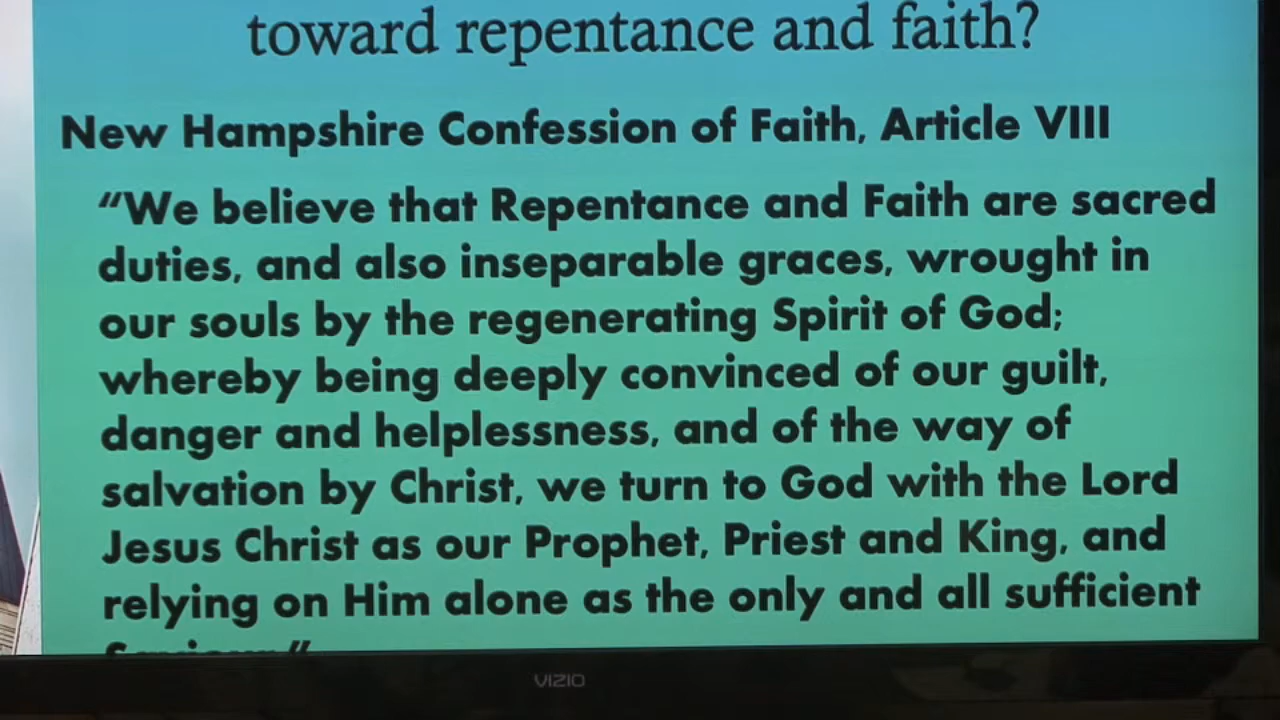 toward repentance and faith?
New Hampshire Confession of Faith, Article VIII
“We believe that Repentance and Faith are sacred
duties, and also inseparable graces, wrought in
our souls by the regenerating Spirit of God;
whereby being deeply convinced of our guilt,
danger and helplessness, and of the way of
salvation by Christ, we turn to God with the Lord
Jesus Christ as our Prophet, Priest and King, and
relying on Him alone as the only and all sufficient
VIZIO